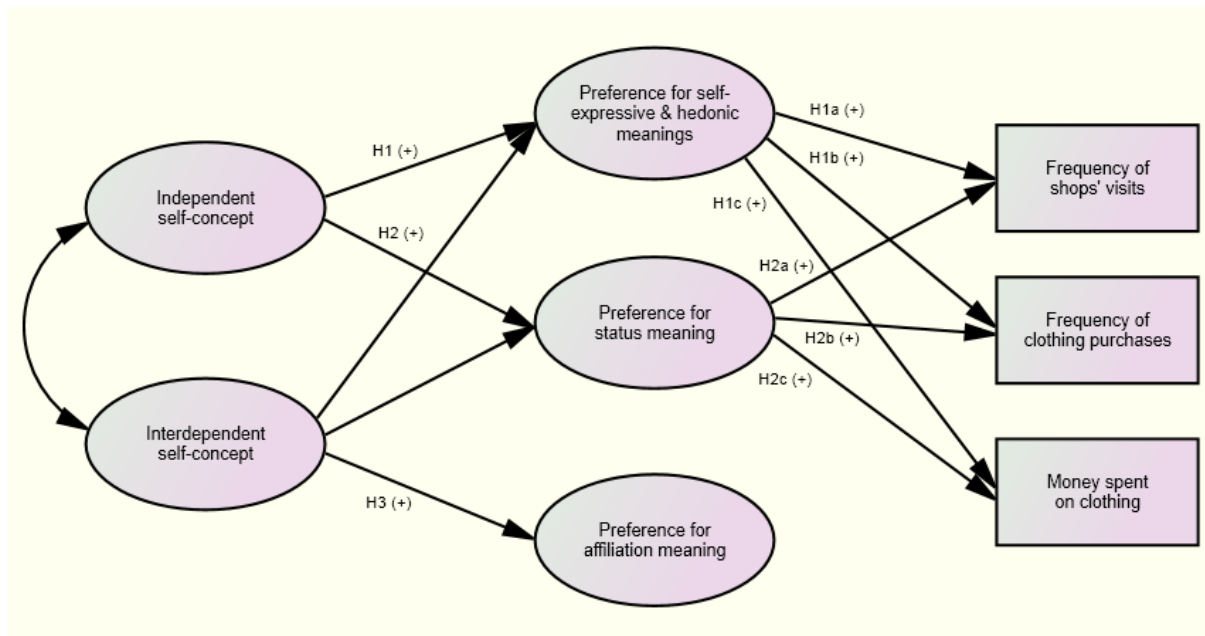 Independent
self-concept
Interdependent
self-concept
H1 (+)
H2 (+)
H3 (+)
Preference for self-
expressive & hedonic
meanings
Preference for
status meaning
Preference for
affiliation meaning
H1a (+)
H1b (+)
H1c (+)
H2a (+)
H2b (+)
H2c (+)
Frequency of
shops' visits
Frequency of
clothing purchases
Money spent
on clothing